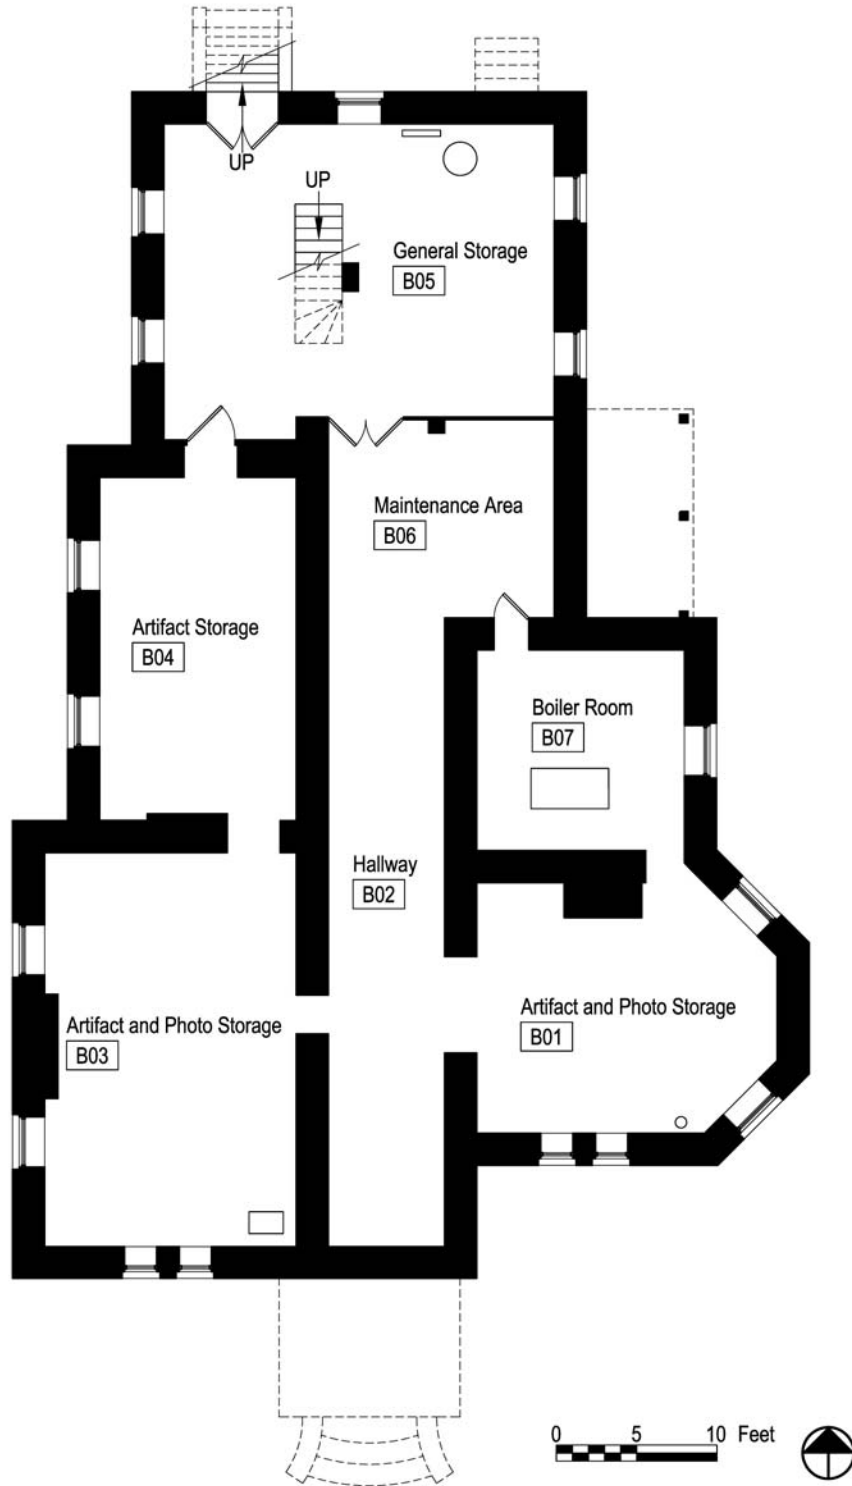 UP
UP
General Storage
B05
Maintenance Area
B06
Artifact Storage
B04
Boiler Room
B07
Hallway
B02
Artifact and Photo Storage
B01
Artifact and Photo Storage
B03
0 5 10 Feet